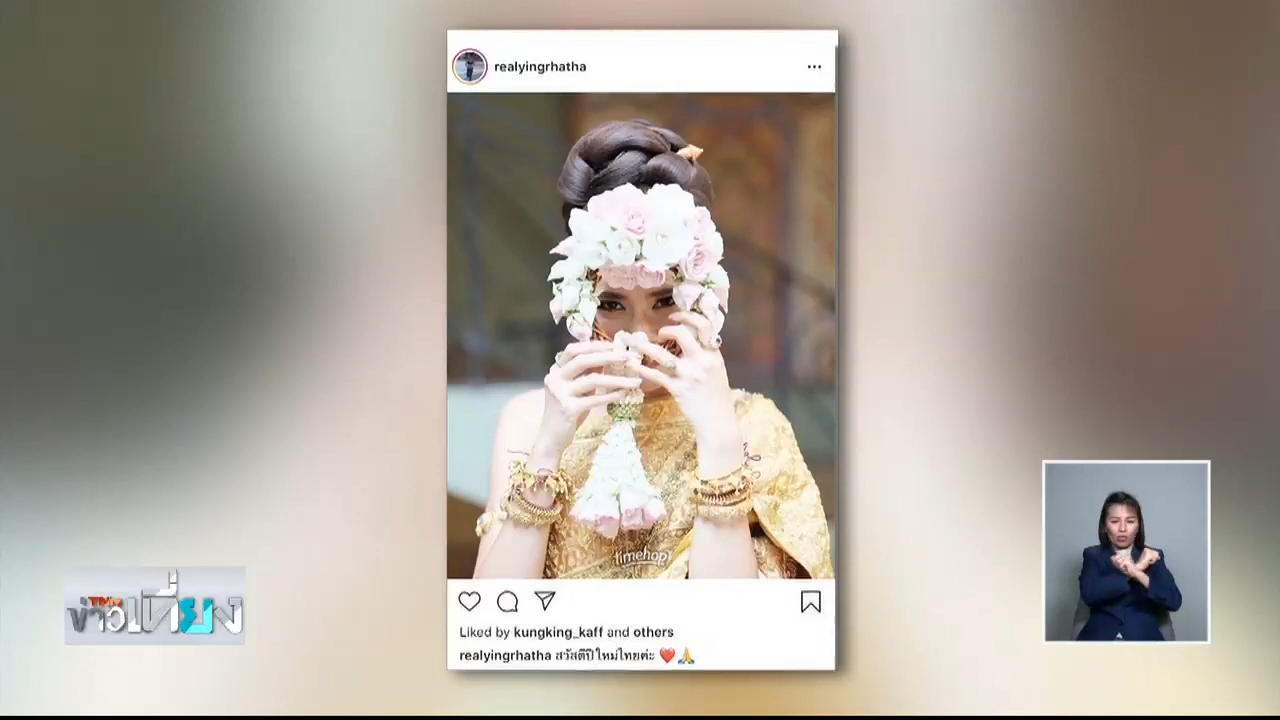 realyingrhatha
timehop
Liked by kungking_kaff and others
realyingrhatha สวัสดีปีใหม่ไทยค่ะ ❤️🙏
ข่าวเที่ยง